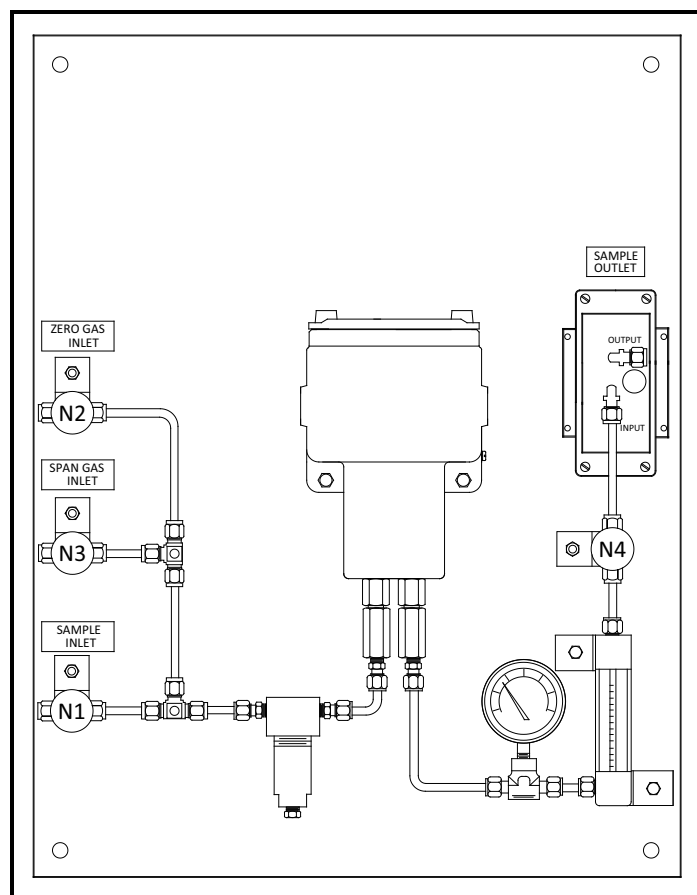 SAMPLE
OUTLET
ZERO GAS
INLET
OUTPUT
N2
INPUT
SPAN GAS
INLET
N3
N4
SAMPLE
INLET
N1